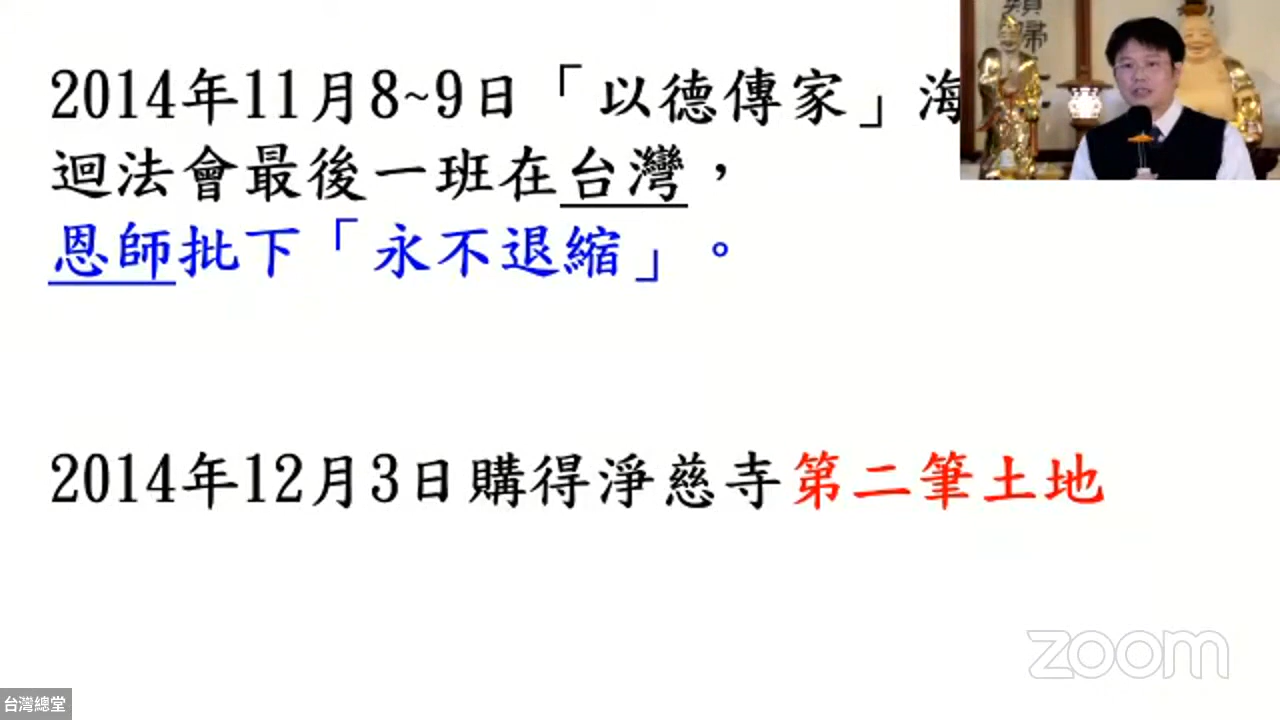 2014年11月8~9日「以德傳家」海
迴法會最後一班在台灣，
恩師批下「永不退縮」。
2014年12月3日購得淨慈寺第二筆土地
zoom
台灣總堂